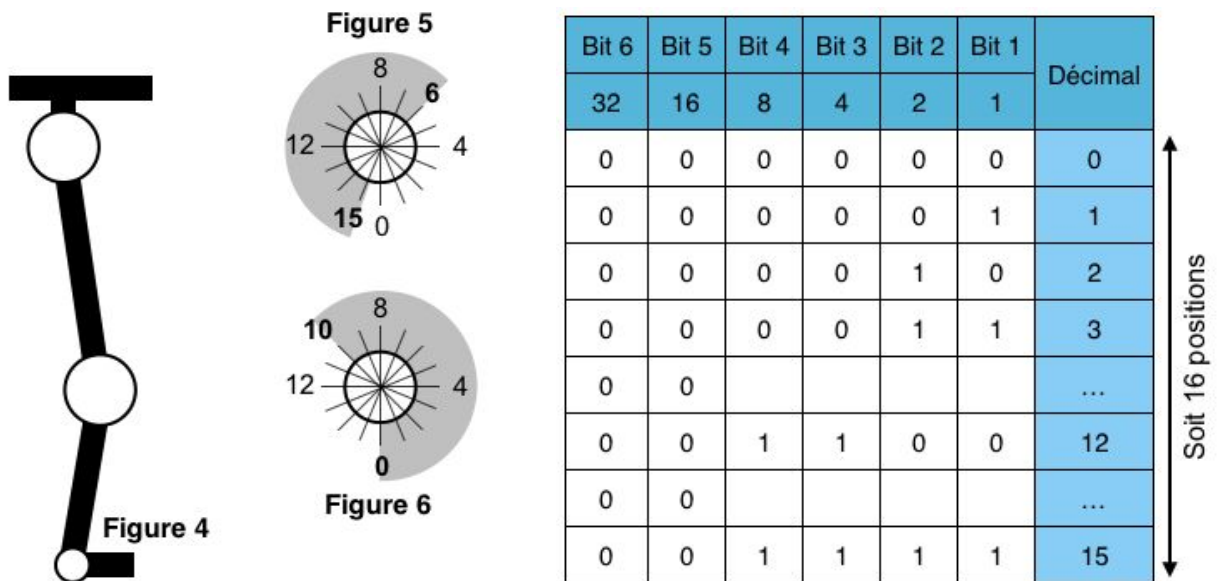 Figure 5
8
6
12
4
15
0
8
10
12
4
0
Figure 6
Figure 4
Bit 6 Bit 5 Bit 4 Bit 3 Bit 2 Bit 1 Décimal
32 16 8 4 2 1
0 0 0 0 0 0 0
0 0 0 0 0 1 1
0 0 0 0 1 0 2
0 0 0 0 1 1 3
0 0 ...
0 0 1 1 0 0 12
0 0 ...
0 0 1 1 1 1 15
Soit 16 positions